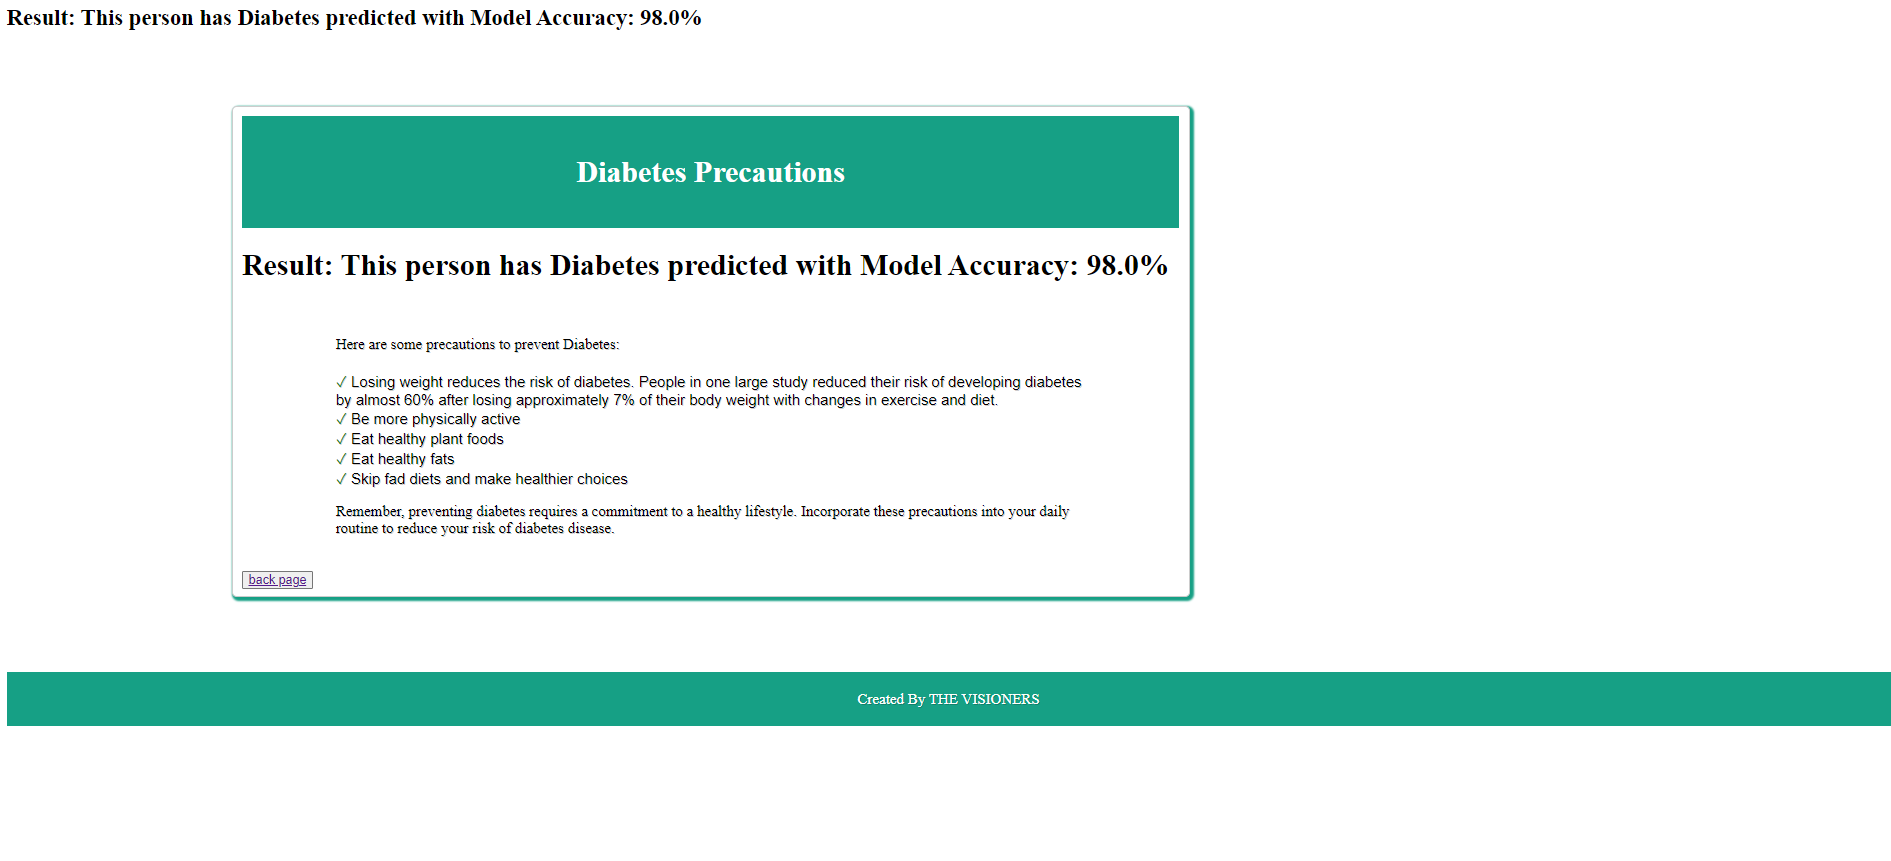 Result: This person has Diabetes predicted with Model Accuracy: 98.0%
Diabetes Precautions
Result: This person has Diabetes predicted with Model Accuracy: 98.0%
Here are some precautions to prevent Diabetes:
✓ Losing weight reduces the risk of diabetes. People in one large study reduced their risk of developing diabetes
by almost 60% after losing approximately 7% of their body weight with changes in exercise and diet.
✓ Be more physically active
✓ Eat healthy plant foods
✓ Eat healthy fats
✓ Skip fad diets and make healthier choices
Remember, preventing diabetes requires a commitment to a healthy lifestyle. Incorporate these precautions into your daily
routine to reduce your risk of diabetes disease.
back page
Created By THE VISIONERS